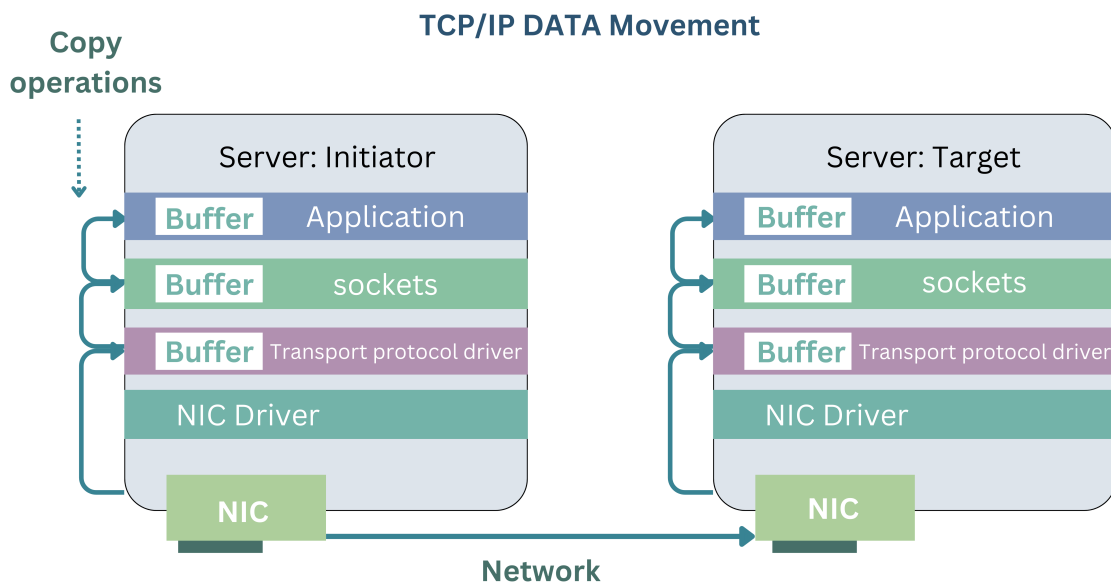 TCP/IP DATA Movement
Copy
operations
Server: Initiator
Buffer Application
Buffer sockets
Buffer Transport protocol driver
NIC Driver
NIC
Server: Target
Buffer Application
Buffer sockets
Buffer Transport protocol driver
NIC Driver
NIC
Network